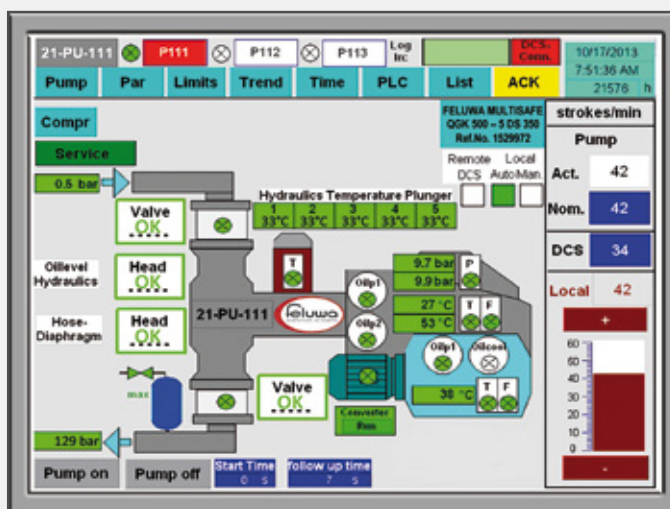 21-PU-111
P111
P112
P113
Log
Inc
DCS:
Conn.
10/17/2013
7:51:36 AM
21576 h
Pump
Par
Limits
Trend
Time
PLC
List
ACK
Compr
FELUWA MULTISAFE
QGK 500 – 5 DS 350
Ref.No. 1529972
strokes/min
Service
Remote Local
DCS Auto Man.
Pump
Act. 42
Nom. 42
DCS 34
Local 42
+
60
50
40
30
20
10
0
-
0.5 bar
Hydraulics Temperature Plunger
1 2 3 4 5
33°C 33°C 33°C 33°C 33°C
Valve
OK
Oillevel
Hydraulics
Head
OK
T
9.7 bar P
9.9 bar
Oilp1
27 °C T F
53 °C
Oilp2
21-PU-111
feluwa
Hose-
Diaphragm
Head
OK
Oilp1
Oilcool
max
Valve
OK
38 °C T F
Converter
Run
129 bar
Pump on
Pump off
Start Time
0 s
follow up time
7 s